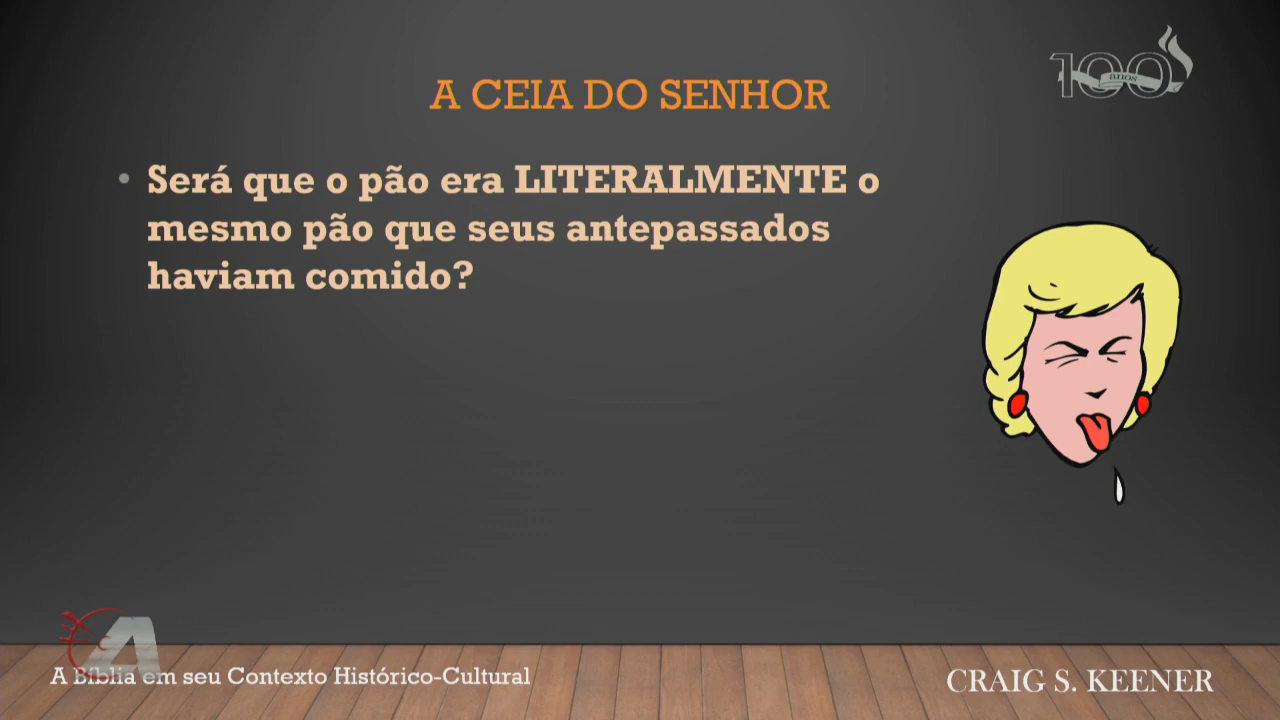 100
anos
A CEIA DO SENHOR
• Será que o pão era LITERALMENTE o
mesmo pão que seus antepassados
haviam comido?
A Bíblia em seu Contexto Histórico-Cultural
CRAIG S. KEENER